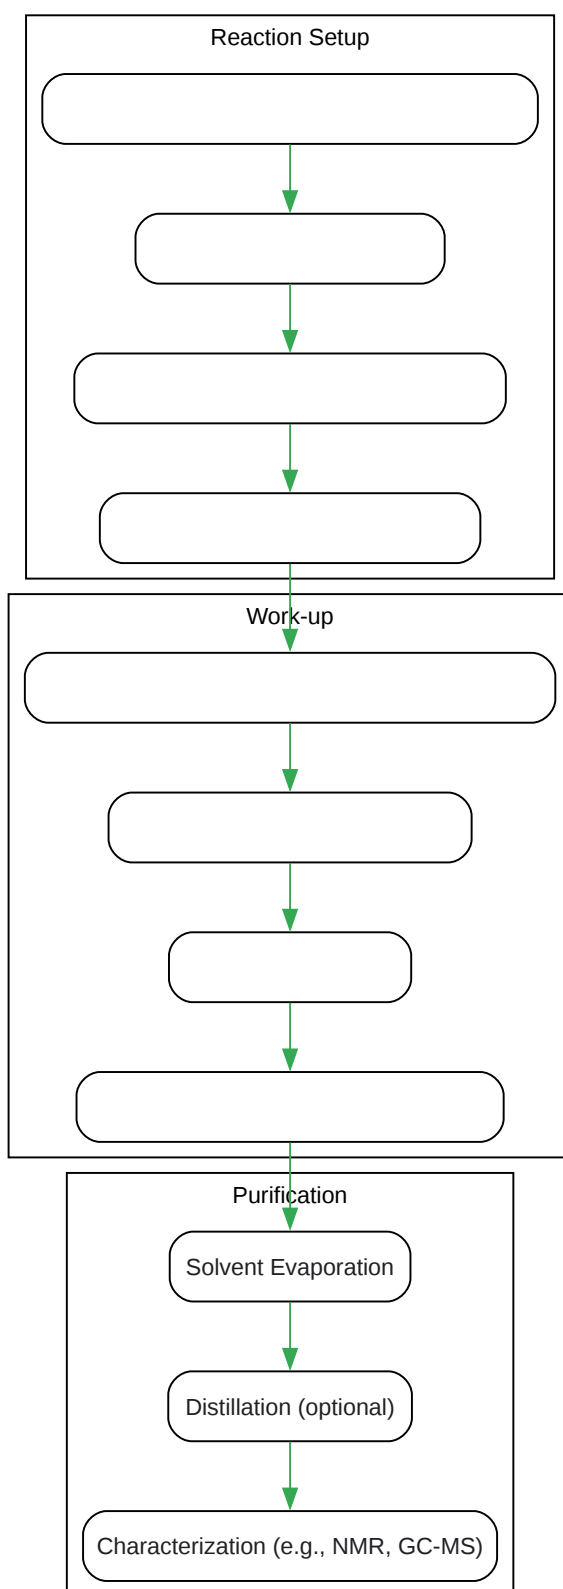 Reaction Setup
Work-up
Purification
Solvent Evaporation
Distillation (optional)
Characterization (e.g., NMR, GC-MS)